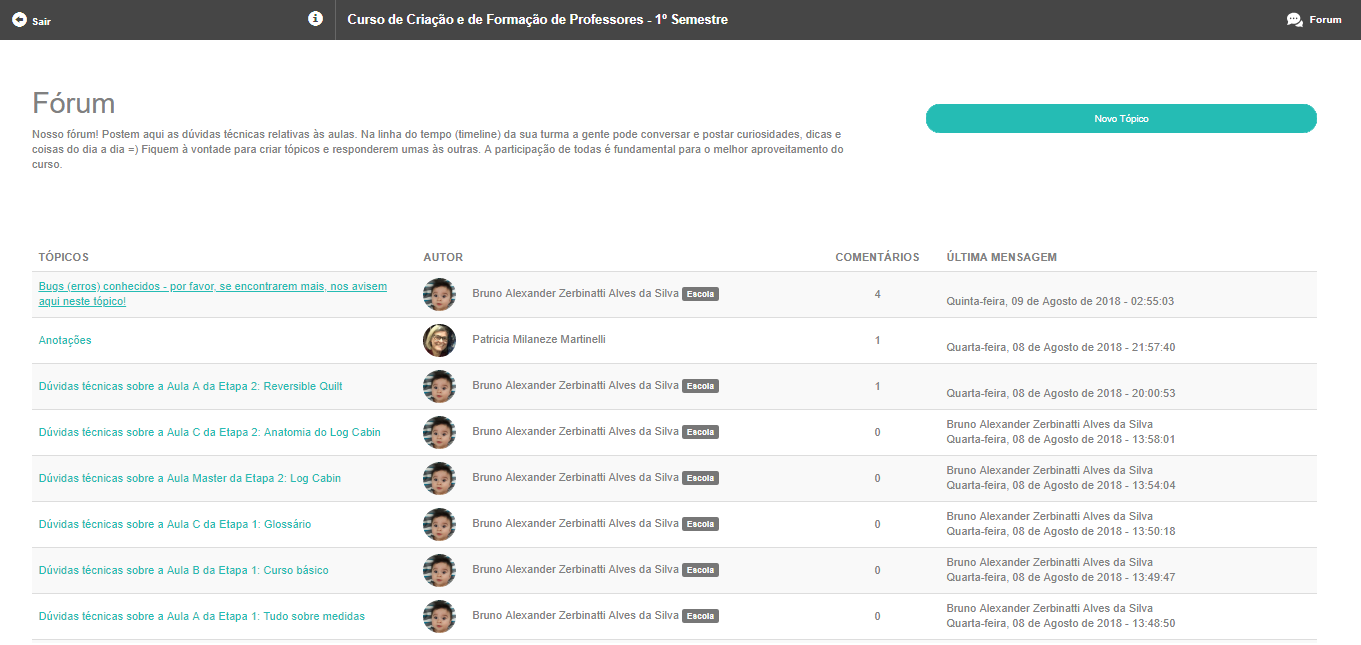 Sair
Curso de Criação e de Formação de Professores - 1º Semestre
Forum
Fórum
Novo Tópico
Nosso fórum! Postem aqui as dúvidas técnicas relativas às aulas. Na linha do tempo (timeline) da sua turma a gente pode conversar e postar curiosidades, dicas e
coisas do dia a dia =) Fiquem à vontade para criar tópicos e responderem umas às outras. A participação de todas é fundamental para o melhor aproveitamento do
curso.
TÓPICOS AUTOR COMENTÁRIOS ÚLTIMA MENSAGEM
Bugs (erros) conhecidos - por favor, se encontrarem mais, nos avisem
aqui neste tópico!
Bruno Alexander Zerbinatti Alves da Silva Escola
4
Quinta-feira, 09 de Agosto de 2018 - 02:55:03
Anotações
Patricia Milaneze Martinelli
1
Quarta-feira, 08 de Agosto de 2018 - 21:57:40
Dúvidas técnicas sobre a Aula A da Etapa 2: Reversible Quilt
Bruno Alexander Zerbinatti Alves da Silva Escola
1
Quarta-feira, 08 de Agosto de 2018 - 20:00:53
Dúvidas técnicas sobre a Aula C da Etapa 2: Anatomia do Log Cabin
Bruno Alexander Zerbinatti Alves da Silva Escola
0
Bruno Alexander Zerbinatti Alves da Silva
Quarta-feira, 08 de Agosto de 2018 - 13:58:01
Dúvidas técnicas sobre a Aula Master da Etapa 2: Log Cabin
Bruno Alexander Zerbinatti Alves da Silva Escola
0
Bruno Alexander Zerbinatti Alves da Silva
Quarta-feira, 08 de Agosto de 2018 - 13:54:04
Dúvidas técnicas sobre a Aula C da Etapa 1: Glossário
Bruno Alexander Zerbinatti Alves da Silva Escola
0
Bruno Alexander Zerbinatti Alves da Silva
Quarta-feira, 08 de Agosto de 2018 - 13:50:18
Dúvidas técnicas sobre a Aula B da Etapa 1: Curso básico
Bruno Alexander Zerbinatti Alves da Silva Escola
0
Bruno Alexander Zerbinatti Alves da Silva
Quarta-feira, 08 de Agosto de 2018 - 13:49:47
Dúvidas técnicas sobre a Aula A da Etapa 1: Tudo sobre medidas
Bruno Alexander Zerbinatti Alves da Silva Escola
0
Bruno Alexander Zerbinatti Alves da Silva
Quarta-feira, 08 de Agosto de 2018 - 13:48:50